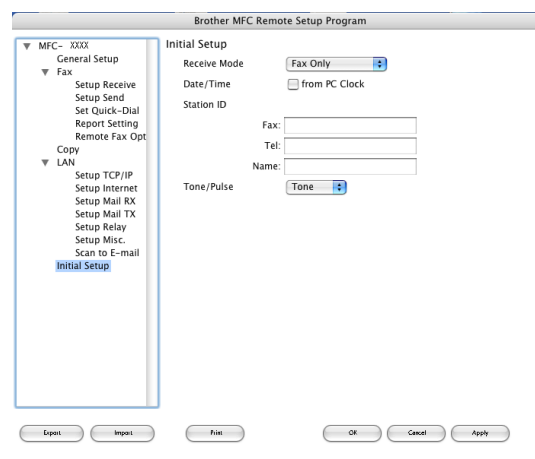 Brother MFC Remote Setup Program
MFC- XXXX
General Setup
Fax
Setup Receive
Setup Send
Set Quick-Dial
Report Setting
Remote Fax Opt
Copy
LAN
Setup TCP/IP
Setup Internet
Setup Mail RX
Setup Mail TX
Setup Relay
Setup Misc.
Scan to E-mail
Initial Setup
Initial Setup
Receive Mode Fax Only
Date/Time from PC Clock
Station ID
Fax:
Tel:
Name:
Tone/Pulse Tone
Export Import Print OK Cancel Apply